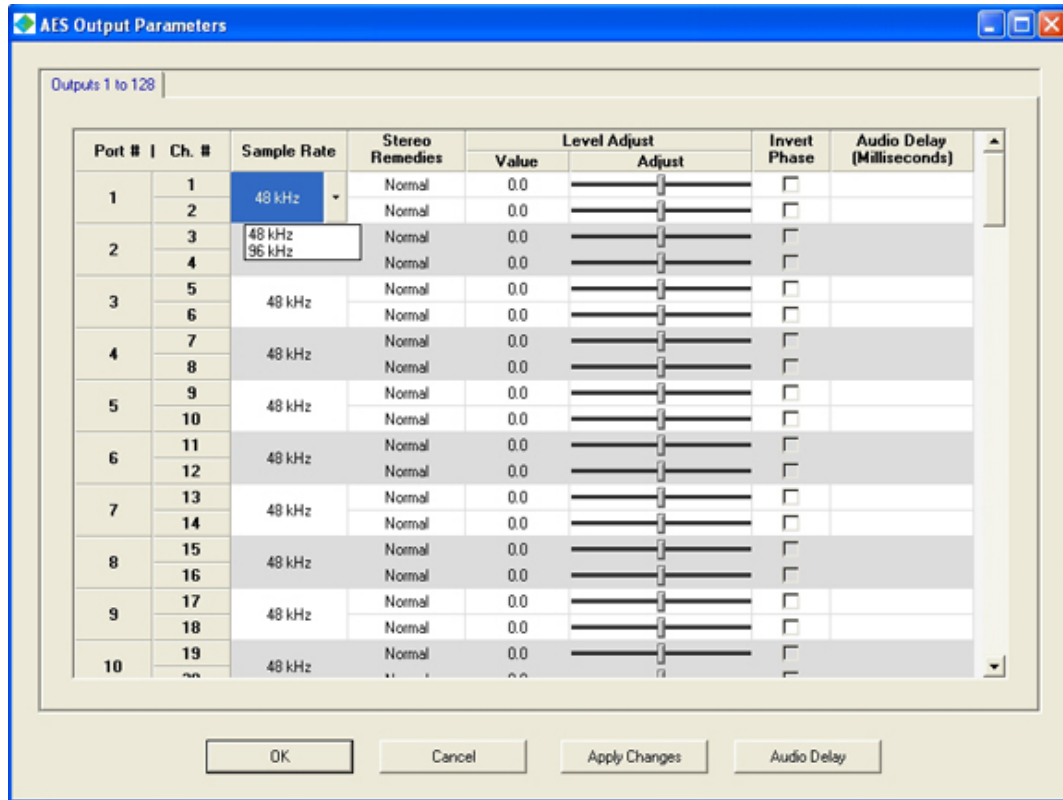 AES Output Parameters
Outputs 1 to 128
Port # | Ch. # Sample Rate Stereo Remedies Level Adjust Value Adjust Invert Phase Audio Delay (Milliseconds)
1 1 48 kHz Normal 0.0
2 Normal 0.0
48 kHz
96 kHz
2 3 Normal 0.0
4 Normal 0.0
3 5 48 kHz Normal 0.0
6 Normal 0.0
4 7 48 kHz Normal 0.0
8 Normal 0.0
5 9 48 kHz Normal 0.0
10 Normal 0.0
6 11 48 kHz Normal 0.0
12 Normal 0.0
7 13 48 kHz Normal 0.0
14 Normal 0.0
8 15 48 kHz Normal 0.0
16 Normal 0.0
9 17 48 kHz Normal 0.0
18 Normal 0.0
10 19 48 kHz Normal 0.0
OK Cancel Apply Changes Audio Delay